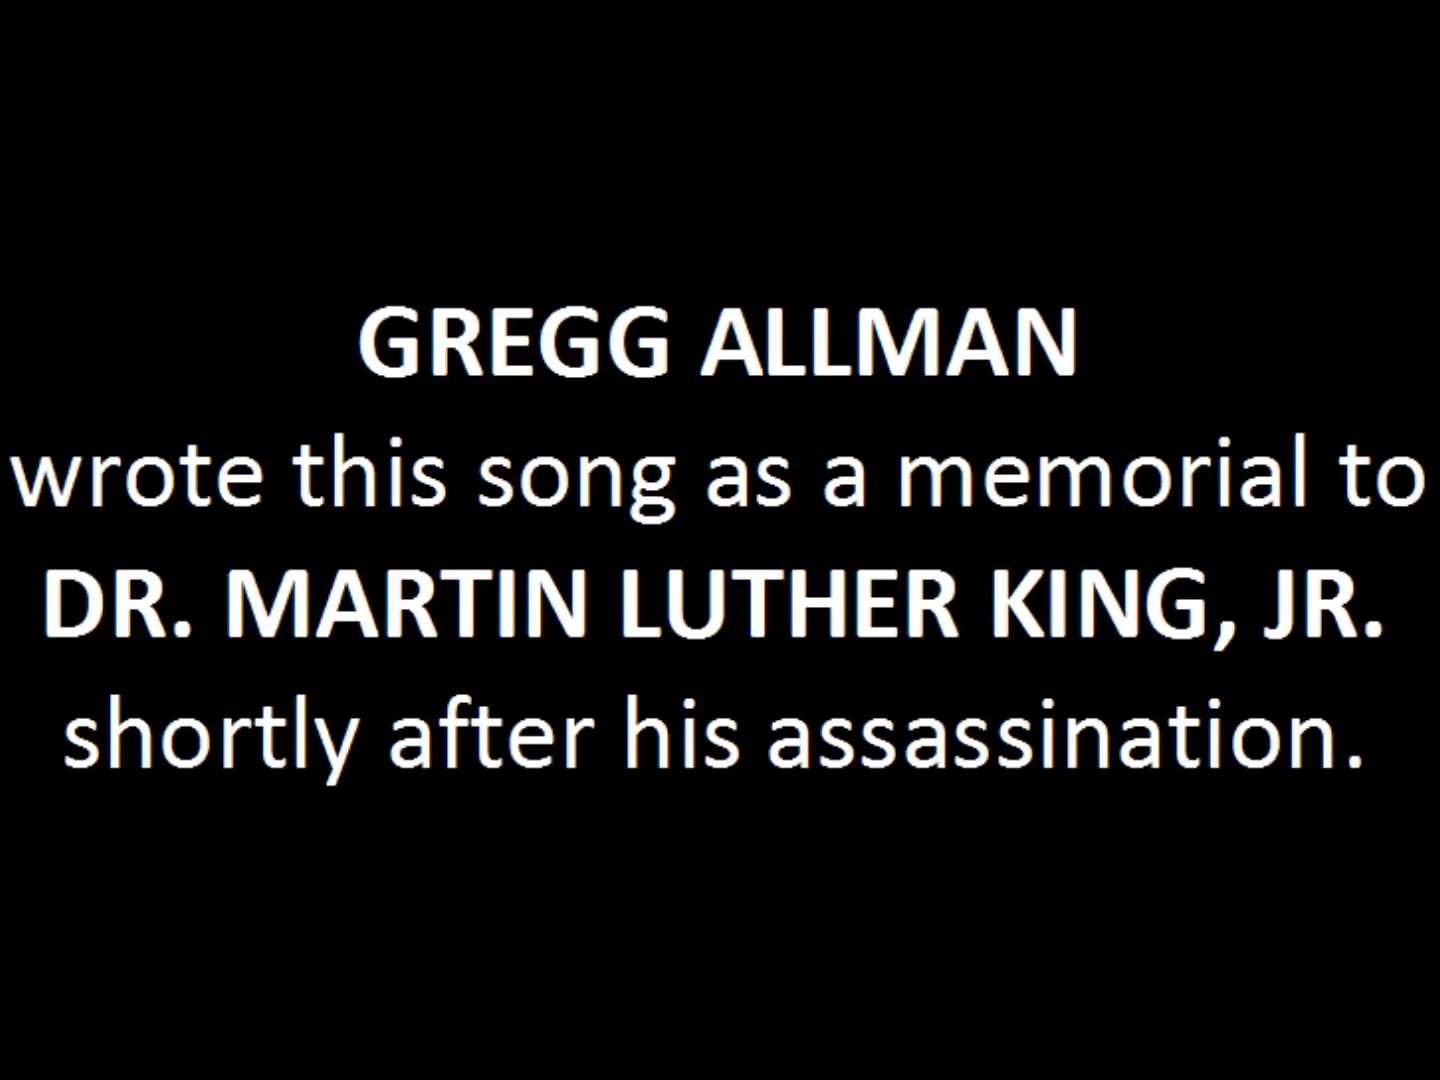 GREGG ALLMAN
wrote this song as a memorial to
DR. MARTIN LUTHER KING, JR.
shortly after his assassination.